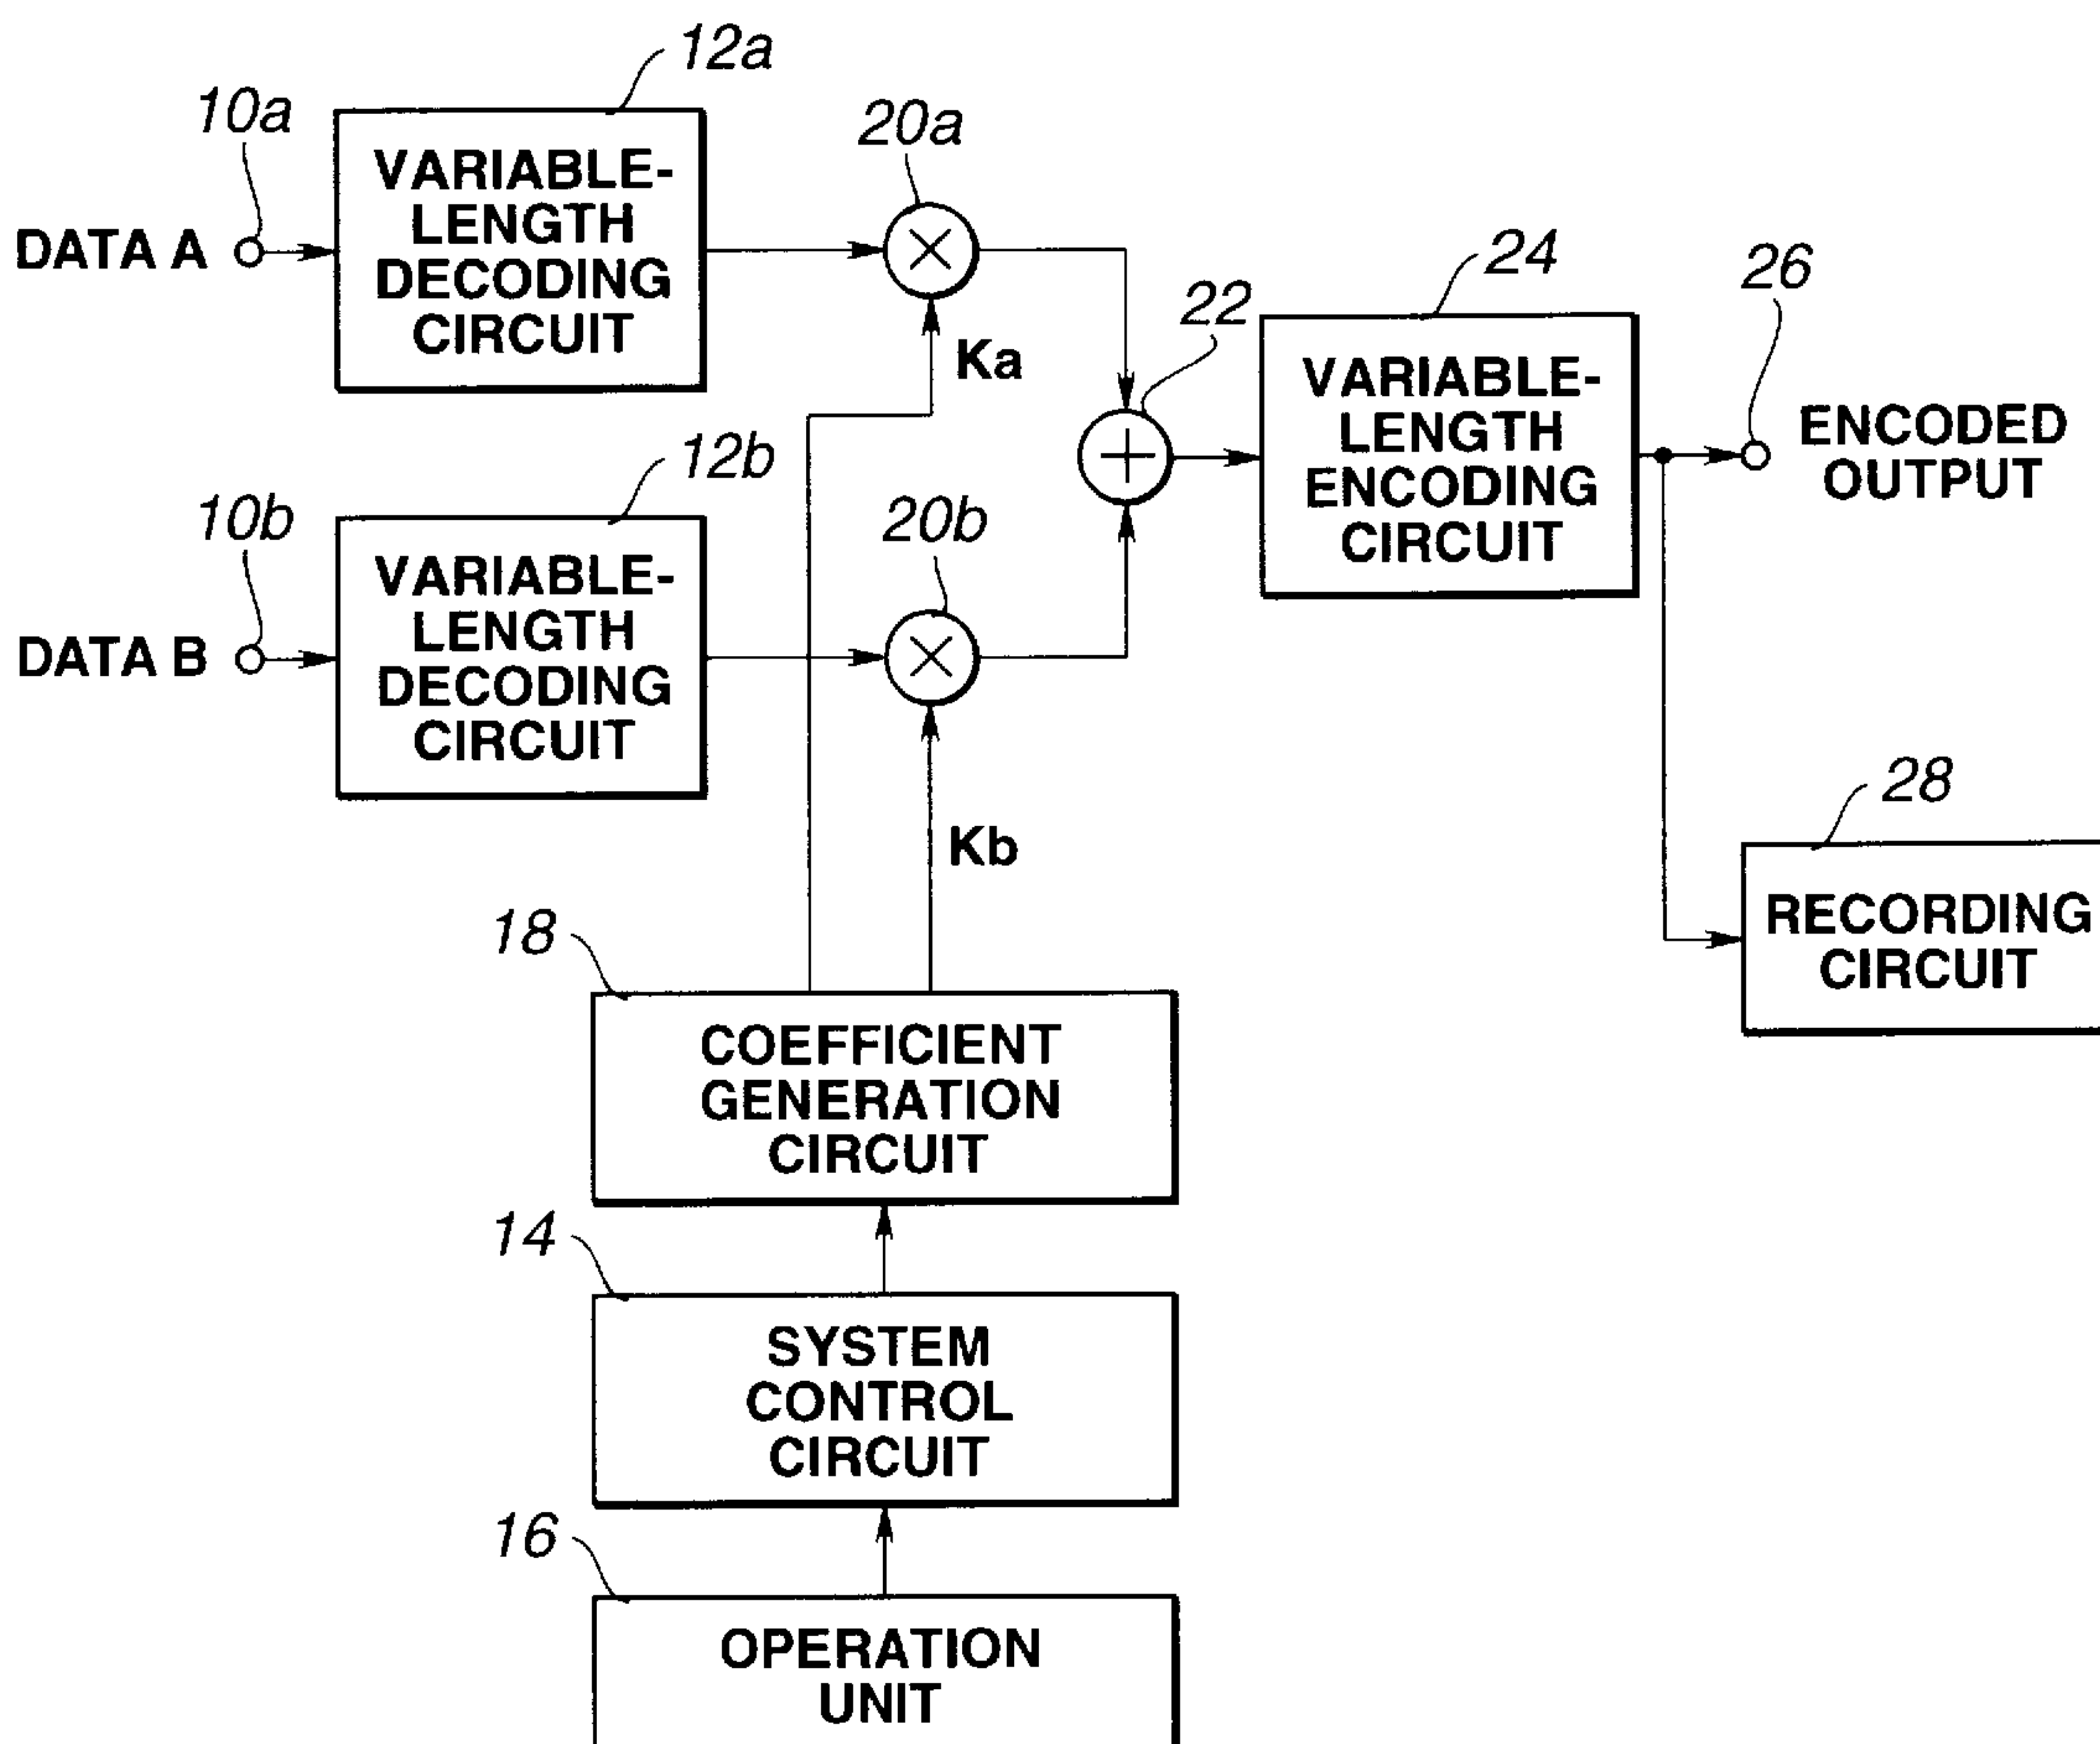 12a
10a
20a
VARIABLE-
LENGTH
DECODING
CIRCUIT
DATA A
24
26
22
Ka
VARIABLE-
LENGTH
ENCODING
CIRCUIT
ENCODED
OUTPUT
12b
10b
20b
VARIABLE-
LENGTH
DECODING
CIRCUIT
DATA B
Kb
28
RECORDING
CIRCUIT
18
COEFFICIENT
GENERATION
CIRCUIT
14
SYSTEM
CONTROL
CIRCUIT
16
OPERATION
UNIT